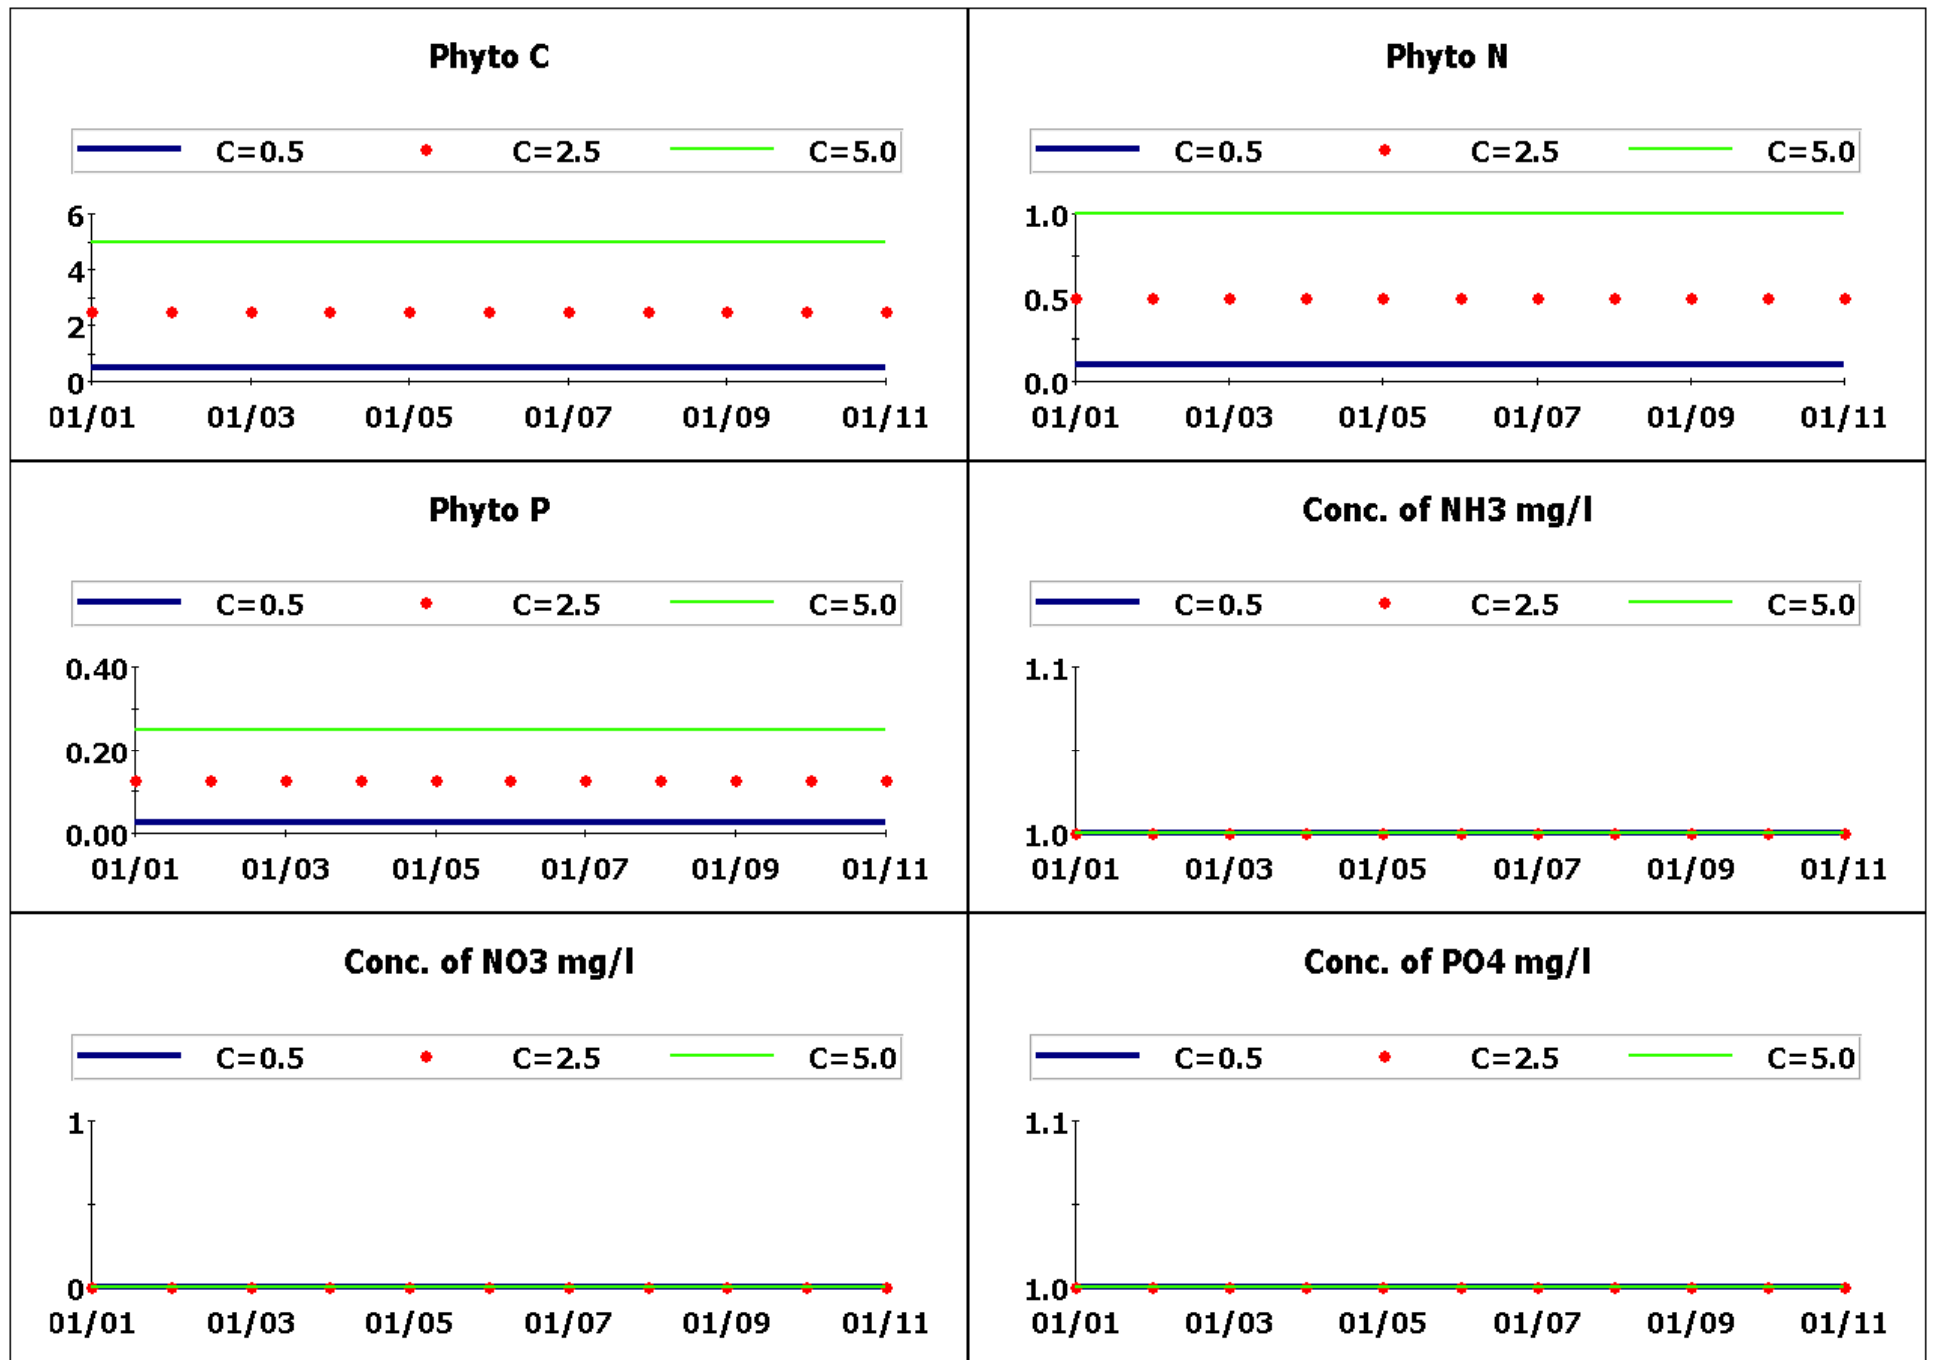 Phyto C
C=0.5 C=2.5 C=5.0
6
4
2
0
01/01 01/03 01/05 01/07 01/09 01/11
Phyto N
C=0.5 C=2.5 C=5.0
1.0
0.5
0.0
01/01 01/03 01/05 01/07 01/09 01/11
Phyto P
C=0.5 C=2.5 C=5.0
0.40
0.20
0.00
01/01 01/03 01/05 01/07 01/09 01/11
Conc. of NH3 mg/l
C=0.5 C=2.5 C=5.0
1.1
1.0
01/01 01/03 01/05 01/07 01/09 01/11
Conc. of NO3 mg/l
C=0.5 C=2.5 C=5.0
1
0
01/01 01/03 01/05 01/07 01/09 01/11
Conc. of PO4 mg/l
C=0.5 C=2.5 C=5.0
1.1
1.0
01/01 01/03 01/05 01/07 01/09 01/11